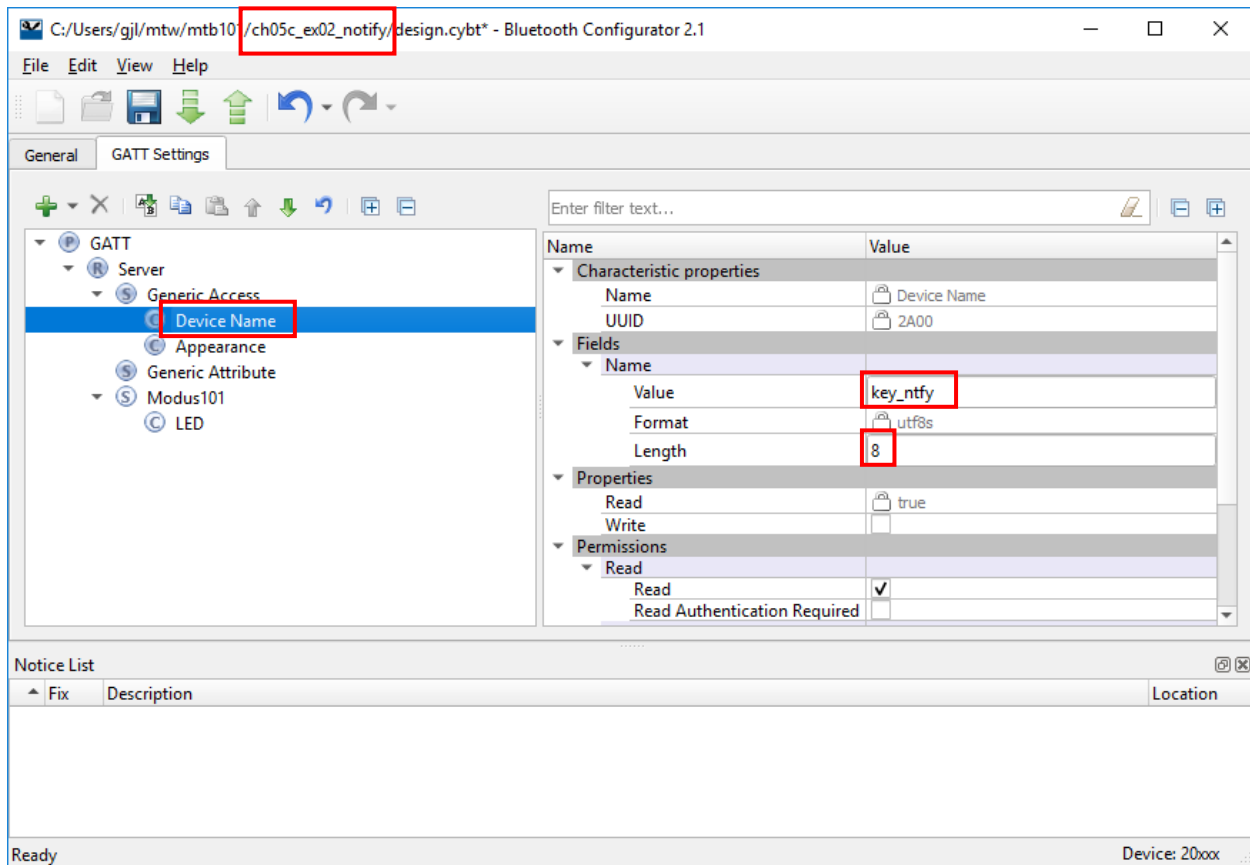 C:/Users/gjl/mtw/mtb101/ch05c_ex02_notify/design.cybt* - Bluetooth Configurator 2.1
File Edit View Help
General GATT Settings
Enter filter text...
GATT
Server
Generic Access
Device Name
Appearance
Generic Attribute
Modus101
LED
Name Value
Characteristic properties
Name Device Name
UUID 2A00
Fields
Name
Value key_ntfy
Format utf8s
Length 8
Properties
Read true
Write
Permissions
Read
Read
Read Authentication Required
Notice List
Fix Description Location
Ready Device: 20xxx